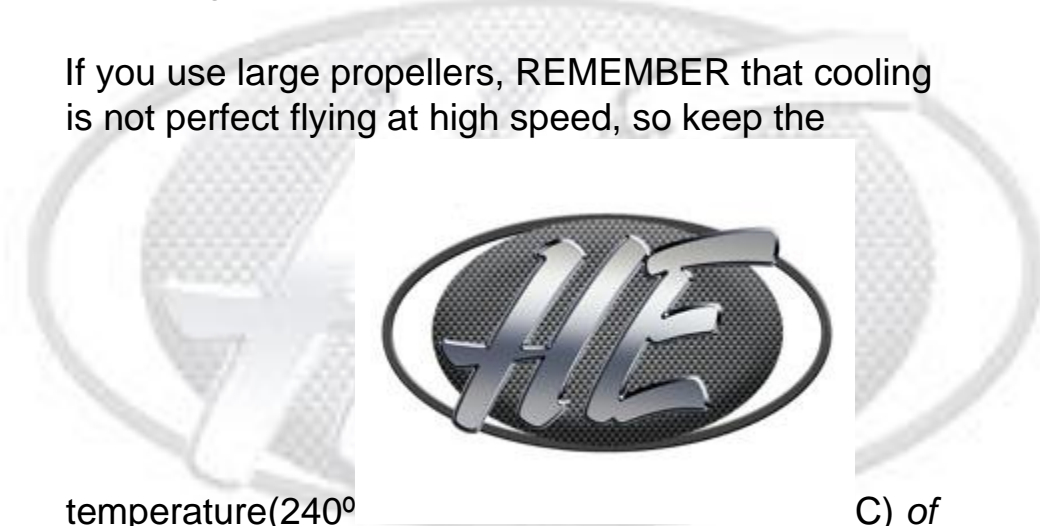 If you use large propellers, REMEMBER that cooling
is not perfect flying at high speed, so keep the
HE
temperature(240º C) of